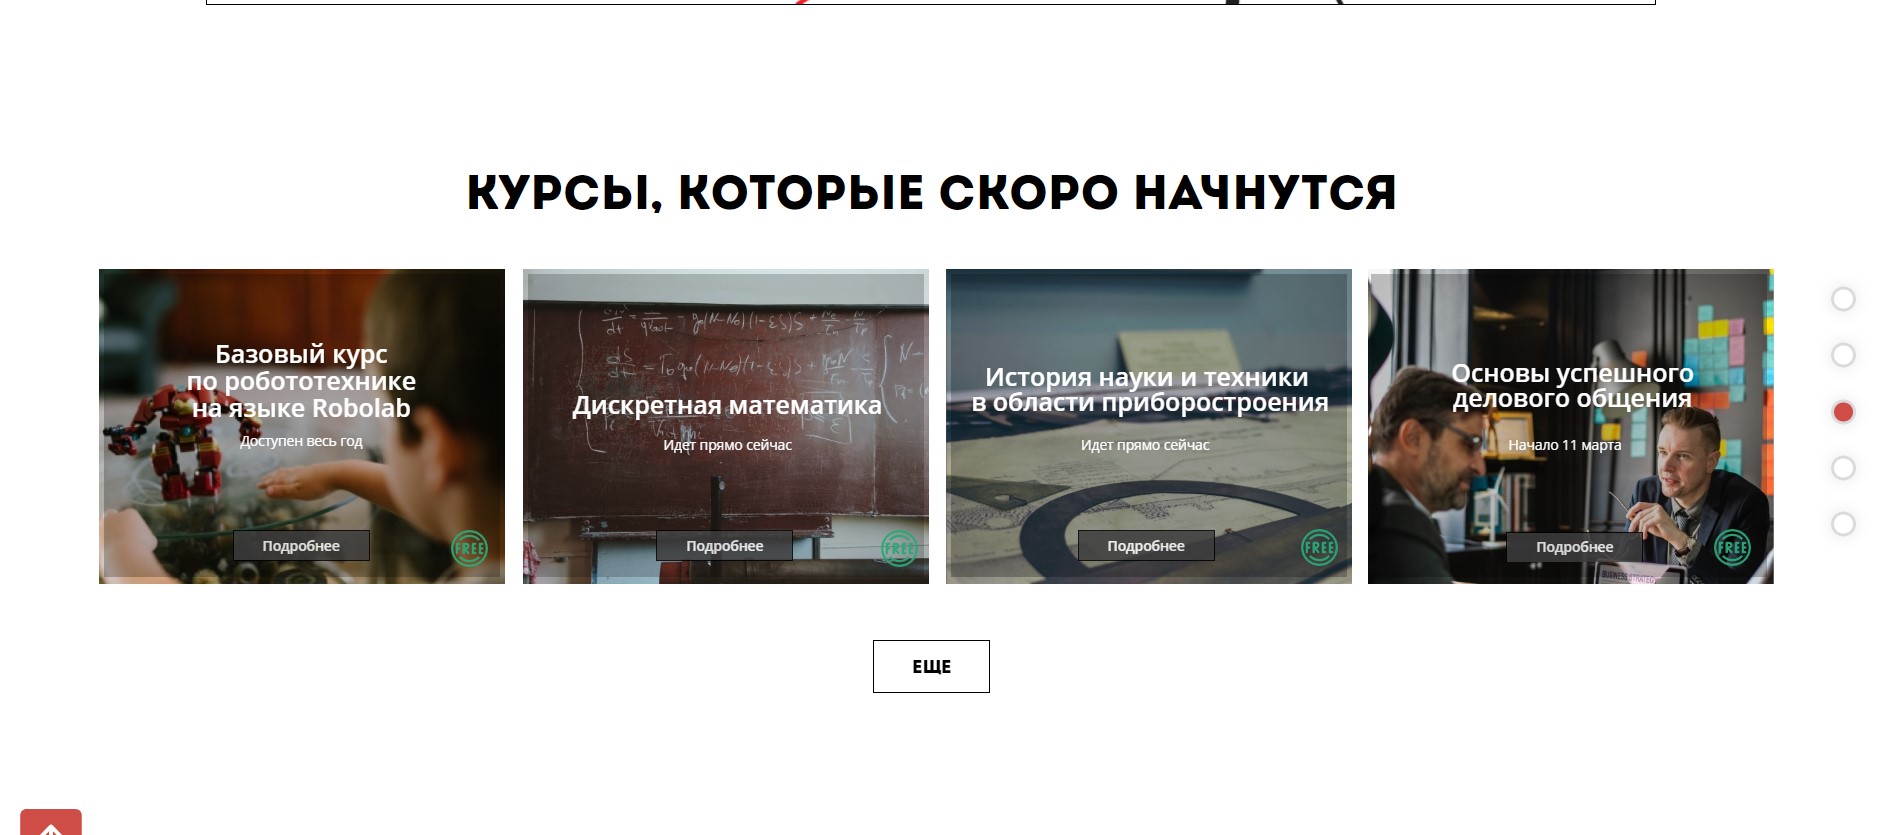 КУРСЫ, КОТОРЫЕ СКОРО НАЧНУТСЯ
Базовый курс
по робототехнике
на языке Robolab
Доступен весь год
Подробнее
FREE
Дискретная математика
Идет прямо сейчас
Подробнее
FREE
История науки и техники
в области приборостроения
Идет прямо сейчас
Подробнее
FREE
Основы успешного
делового общения
Начало 11 марта
Подробнее
FREE
BUSINESS STRATEGY
ЕЩЕ